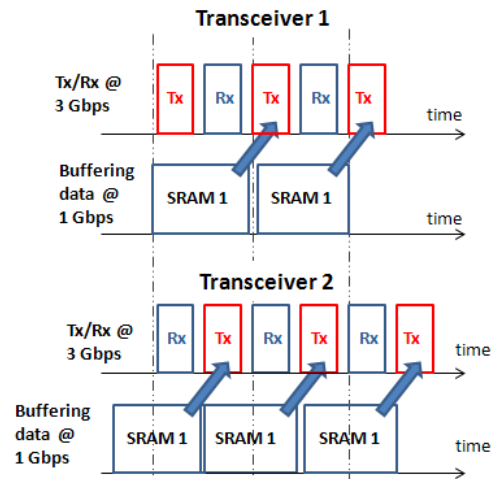 Transceiver 1
Tx/Rx @
3 Gbps
Tx Rx Tx Rx Tx
time
Buffering
data @
1 Gbps
SRAM 1 SRAM 1
time
Transceiver 2
Tx/Rx @
3 Gbps
Rx Tx Rx Tx Rx Tx
time
Buffering
data @
1 Gbps
SRAM 1 SRAM 1 SRAM 1
time